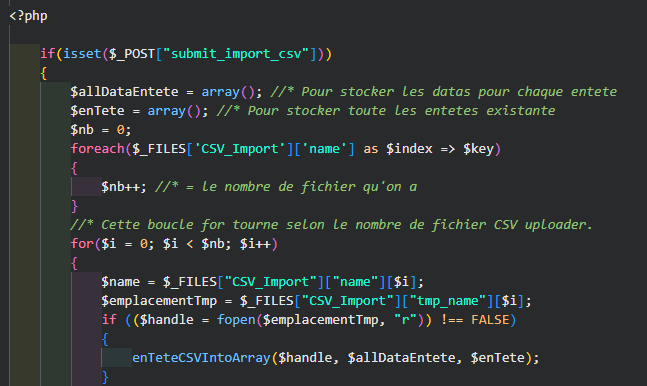 <?php
if(isset($_POST["submit_import_csv"]))
{
$allDataEntete = array(); //* Pour stocker les datas pour chaque entete
$enTete = array(); //* Pour stocker toute les entetes existante
$nb = 0;
foreach($_FILES['CSV_Import']['name'] as $index => $key)
{
$nb++; //* = le nombre de fichier qu'on a
}
//* Cette boucle for tourne selon le nombre de fichier CSV uploader.
for($i = 0; $i < $nb; $i++)
{
$name = $_FILES["CSV_Import"]["name"][$i];
$emplacementTmp = $_FILES["CSV_Import"]["tmp_name"][$i];
if (($handle = fopen($emplacementTmp, "r")) !== FALSE)
{
enTeteCSVIntoArray($handle, $allDataEntete, $enTete);
}